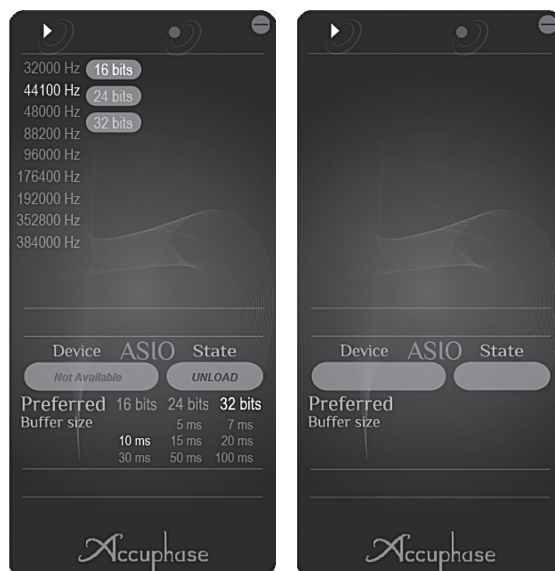 32000 Hz 16 bits
44100 Hz 24 bits
48000 Hz 32 bits
88200 Hz
96000 Hz
176400 Hz
192000 Hz
352800 Hz
384000 Hz
Device ASIO State
Not Available UNLOAD
Preferred 16 bits 24 bits 32 bits
Buffer size 5 ms 7 ms
10 ms 15 ms 20 ms
30 ms 50 ms 100 ms
Accuphase
Device ASIO State
Preferred
Buffer size
Accuphase